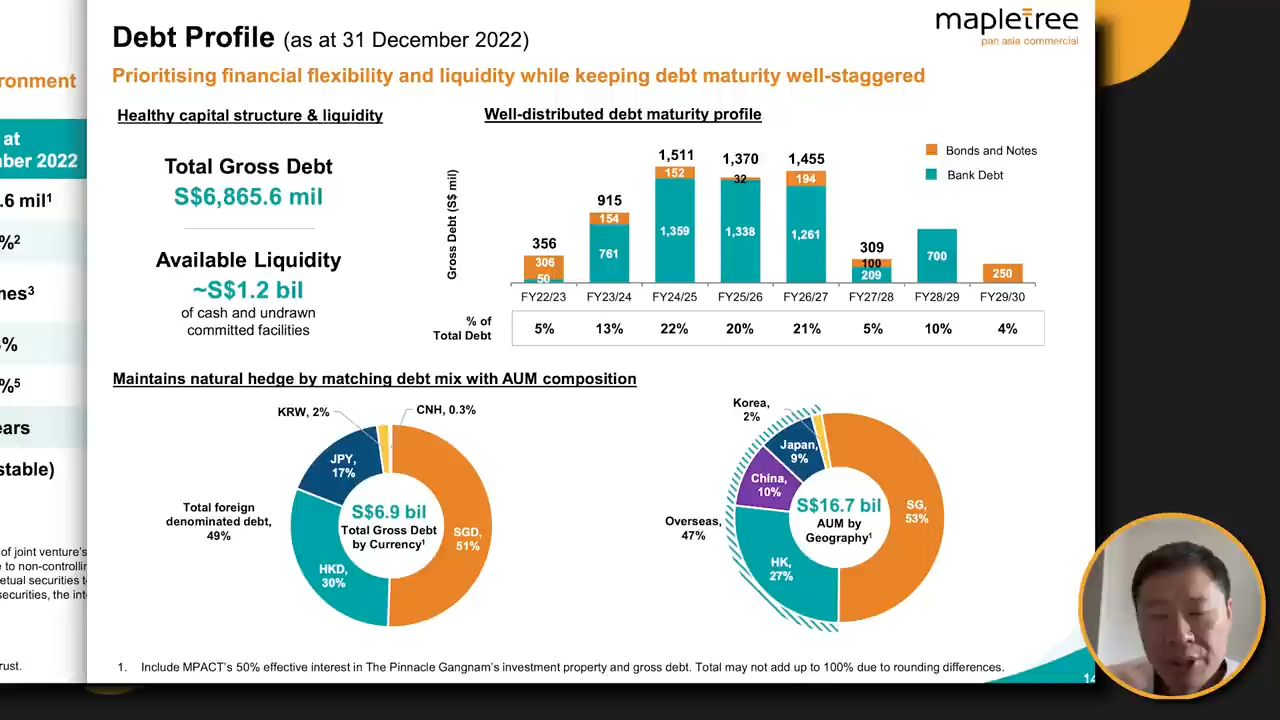 ronment
at
ber 2022
.6 mil1
%2
nes3
%
%5
ears
stable)
of joint venture's
e to non-controllin
petual securities t
securities, the int
rust.
Debt Profile (as at 31 December 2022)
mapletree
pan asia commercial
Prioritising financial flexibility and liquidity while keeping debt maturity well-staggered
Healthy capital structure & liquidity
Total Gross Debt
S$6,865.6 mil
Available Liquidity
~S$1.2 bil
of cash and undrawn
committed facilities
Well-distributed debt maturity profile
Bonds and Notes
Bank Debt
Gross Debt (S$ mil)
356 915 1,511 1,370 1,455 309
306 154 152 32 194 100 250
50 761 1,359 1,338 1,261 209 700
FY22/23 FY23/24 FY24/25 FY25/26 FY26/27 FY27/28 FY28/29 FY29/30
% of
Total Debt
5% 13% 22% 20% 21% 5% 10% 4%
Maintains natural hedge by matching debt mix with AUM composition
KRW, 2%
CNH, 0.3%
JPY,
17%
Total foreign
denominated debt,
49%
S$6.9 bil
Total Gross Debt
by Currency1
SGD,
51%
HKD,
30%
Korea,
2%
Japan,
9%
China,
10%
Overseas,
47%
S$16.7 bil
AUM by
Geography1
SG,
53%
HK,
27%
1. Include MPACT's 50% effective interest in The Pinnacle Gangnam's investment property and gross debt. Total may not add up to 100% due to rounding differences.
14